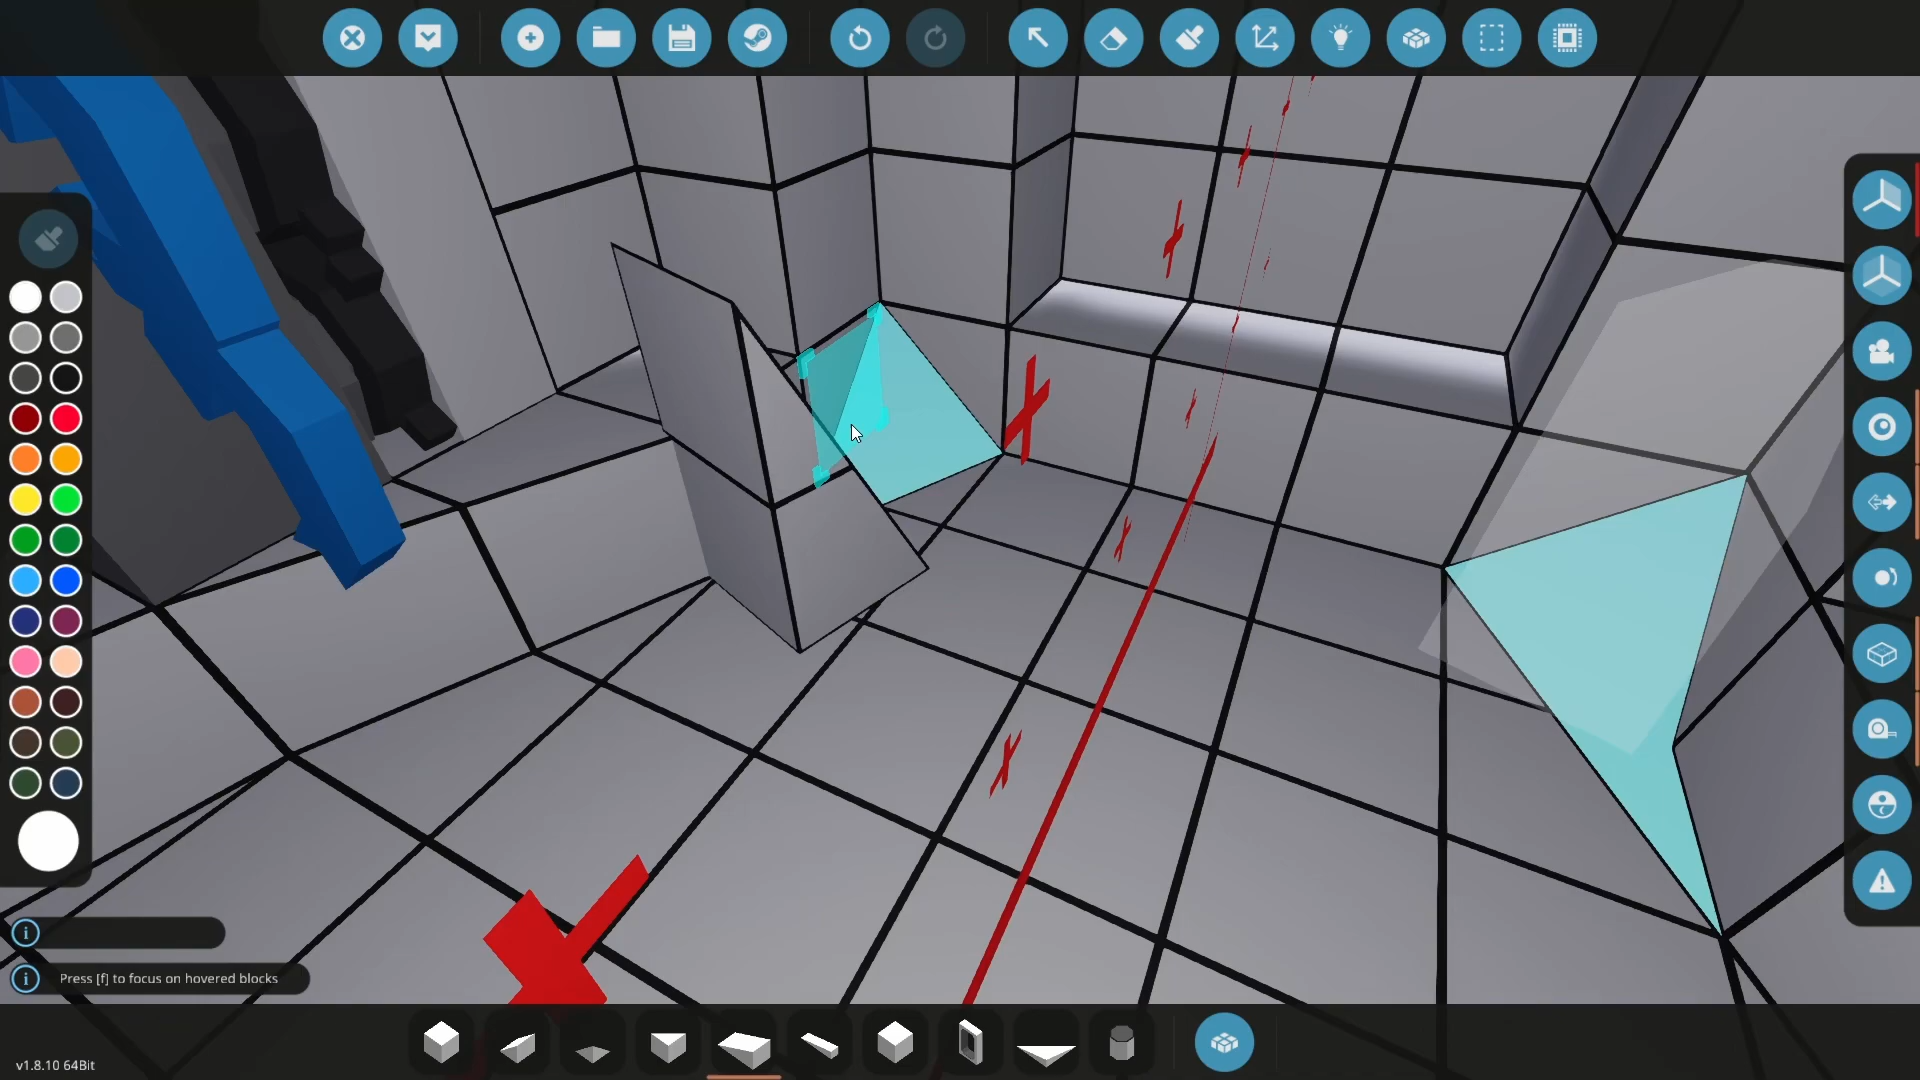 Press [f] to focus on hovered blocks
v1.8.10 64Bit